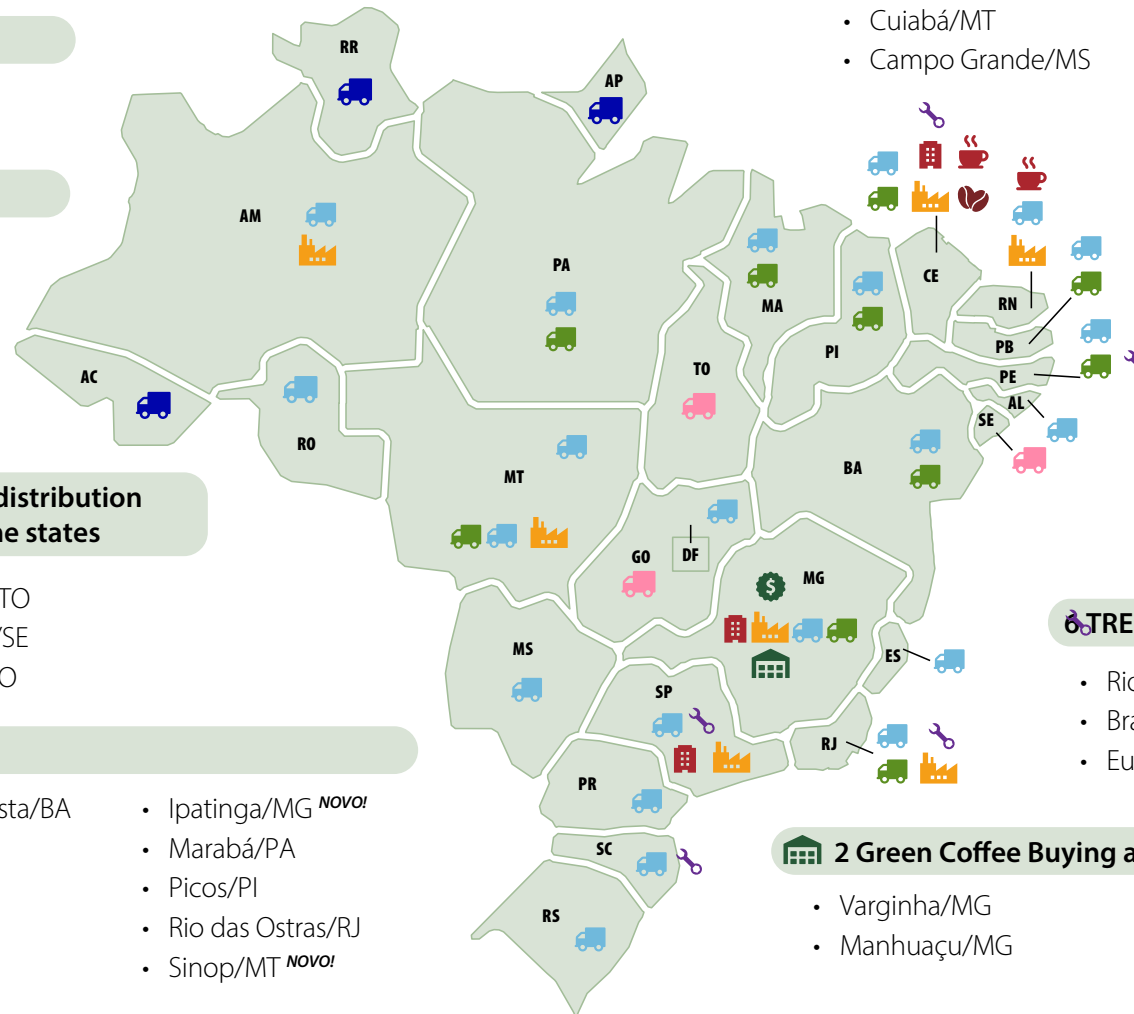 • Cuiabá/MT
• Campo Grande/MS
RR
AP
AM
PA
MA
CE
RN
PI
PB
PE
AL
SE
TO
AC
RO
MT
BA
GO
DF
MG
MS
ES
SP
RJ
PR
SC
RS
distribution
states
TO
/SE
• Ipatinga/MG NOVO!
• Marabá/PA
• Picos/PI
• Rio das Ostras/RJ
• Sinop/MT NOVO!
sta/BA
6 TRE
• Ric
• Bra
• Eu
2 Green Coffee Buying a
• Varginha/MG
• Manhuaçu/MG